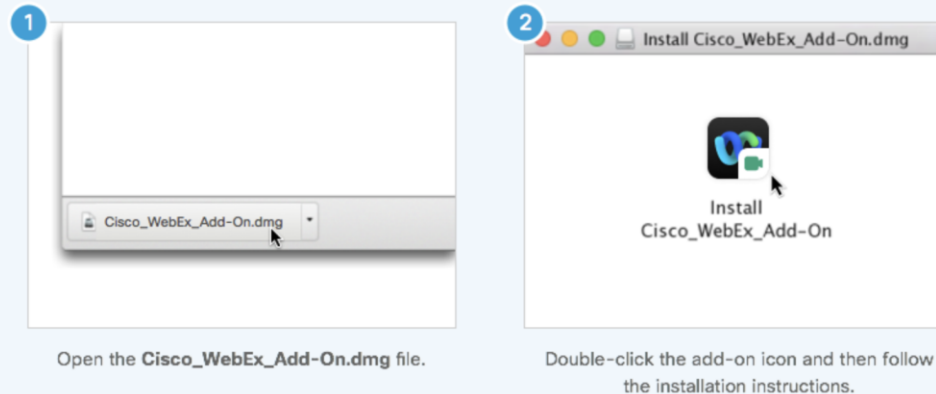 1
Cisco_WebEx_Add-On.dmg
Open the Cisco_WebEx_Add-On.dmg file.
2
Install Cisco_WebEx_Add-On.dmg
Install
Cisco_WebEx_Add-On
Double-click the add-on icon and then follow
the installation instructions.